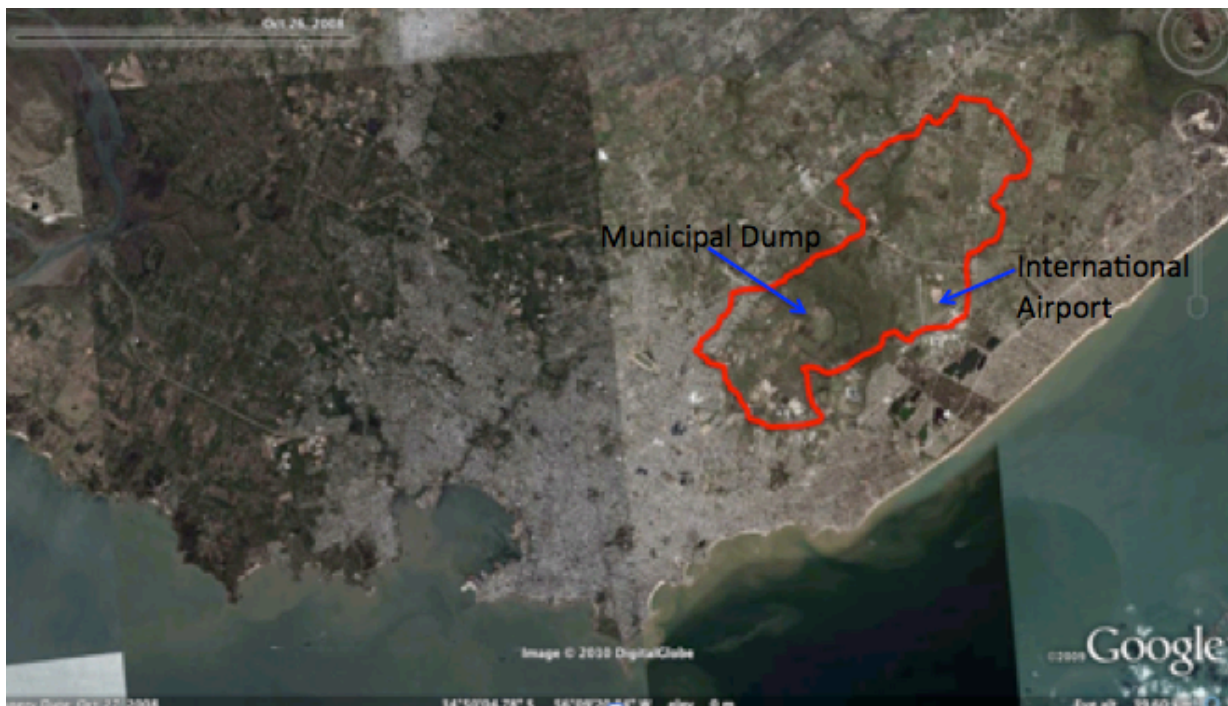 Oct 26, 2008
Municipal Dump
International
Airport
Image © 2010 DigitalGlobe
©2009 Google